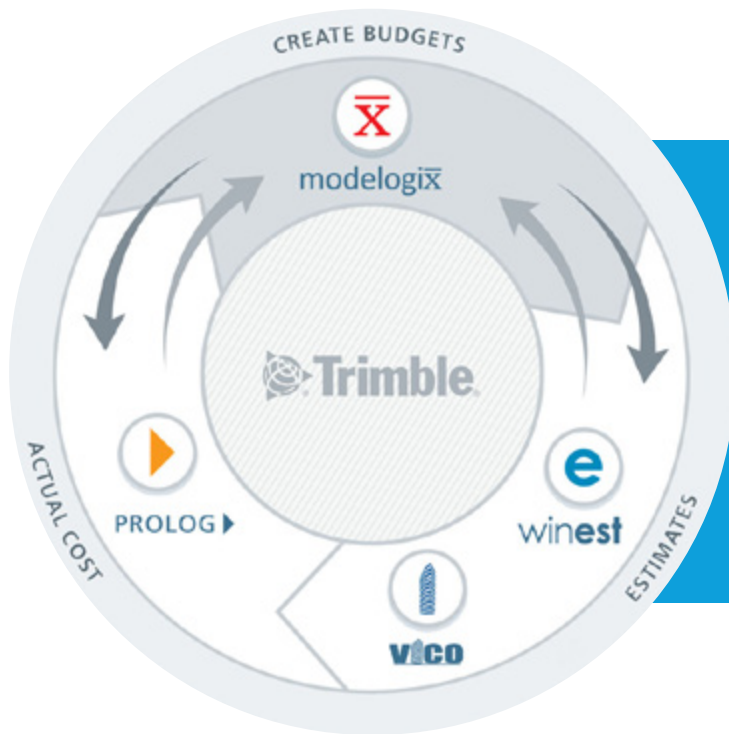 CREATE BUDGETS
x̅
modelogix̅
Trimble.
PROLOG
e
winest
VICO
ACTUAL COST
ESTIMATES